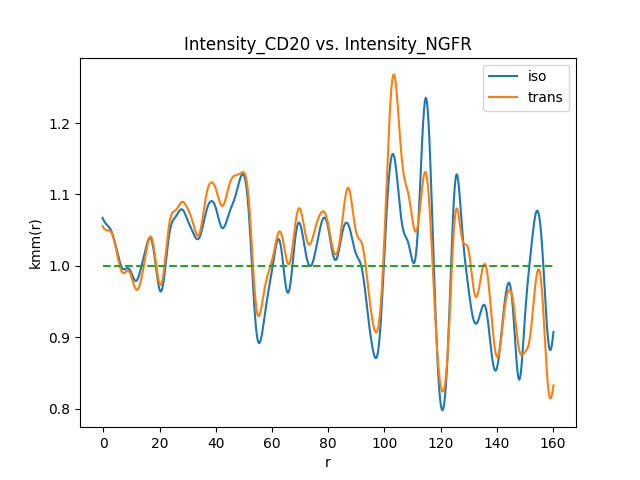 Intensity_CD20 vs. Intensity_NGFR
iso
trans
kmm(r)
1.2
1.1
1.0
0.9
0.8
0 20 40 60 80 100 120 140 160
r